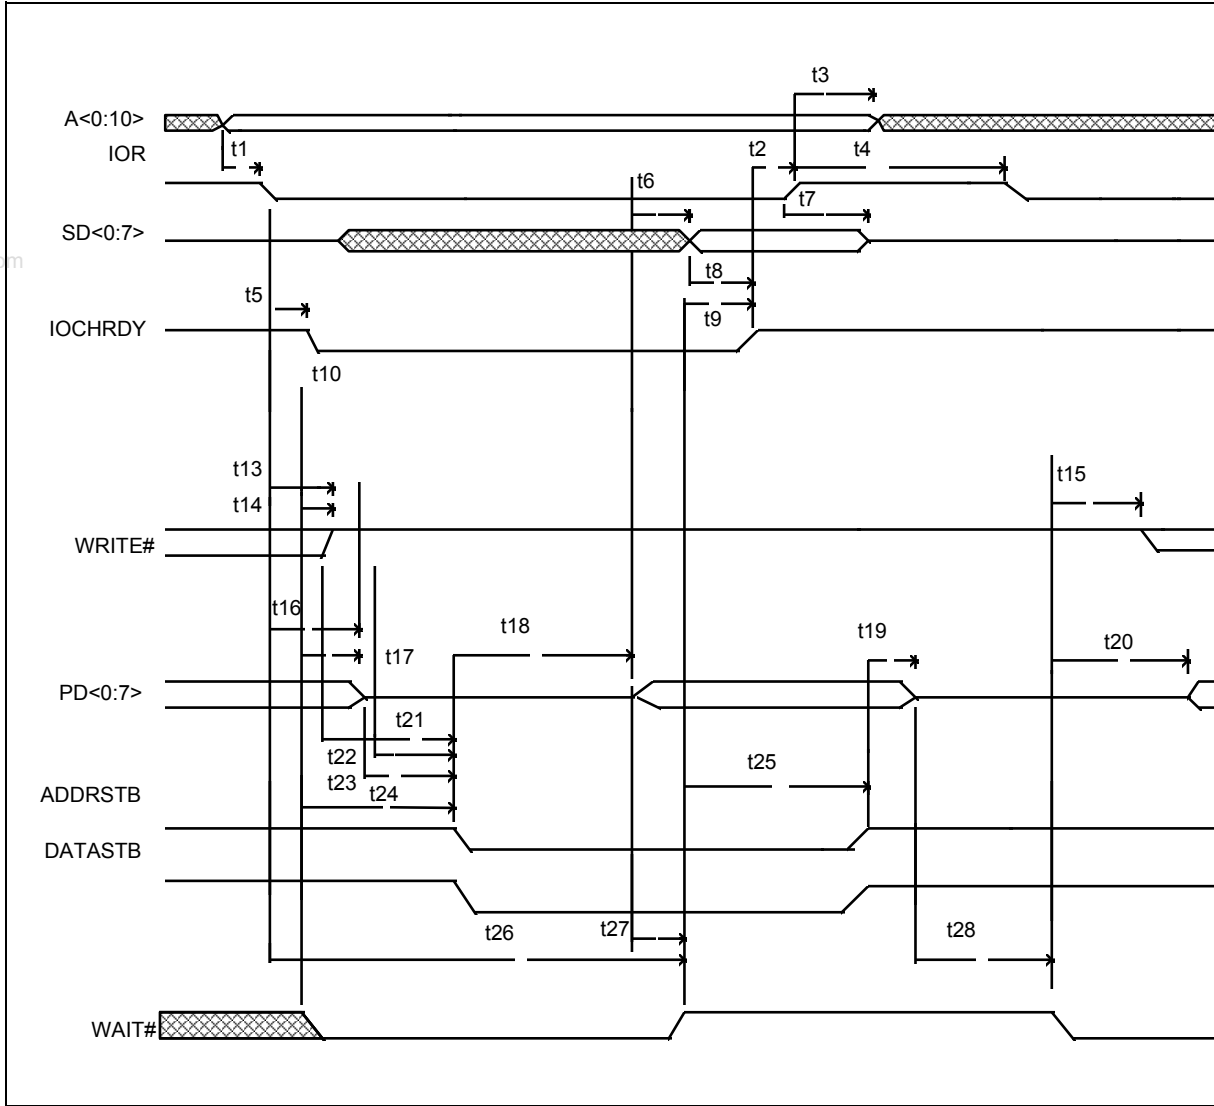 t3
A<0:10>
IOR
t1
t2
t4
t6
t7
SD<0:7>
om
t8
t5
t9
IOCHRDY
t10
t13
t14
t15
WRITE#
t16
t18
t17
t19
t20
PD<0:7>
t21
t22
t23
t24
t25
ADDRSTB
DATASTB
t26
t27
t28
WAIT#